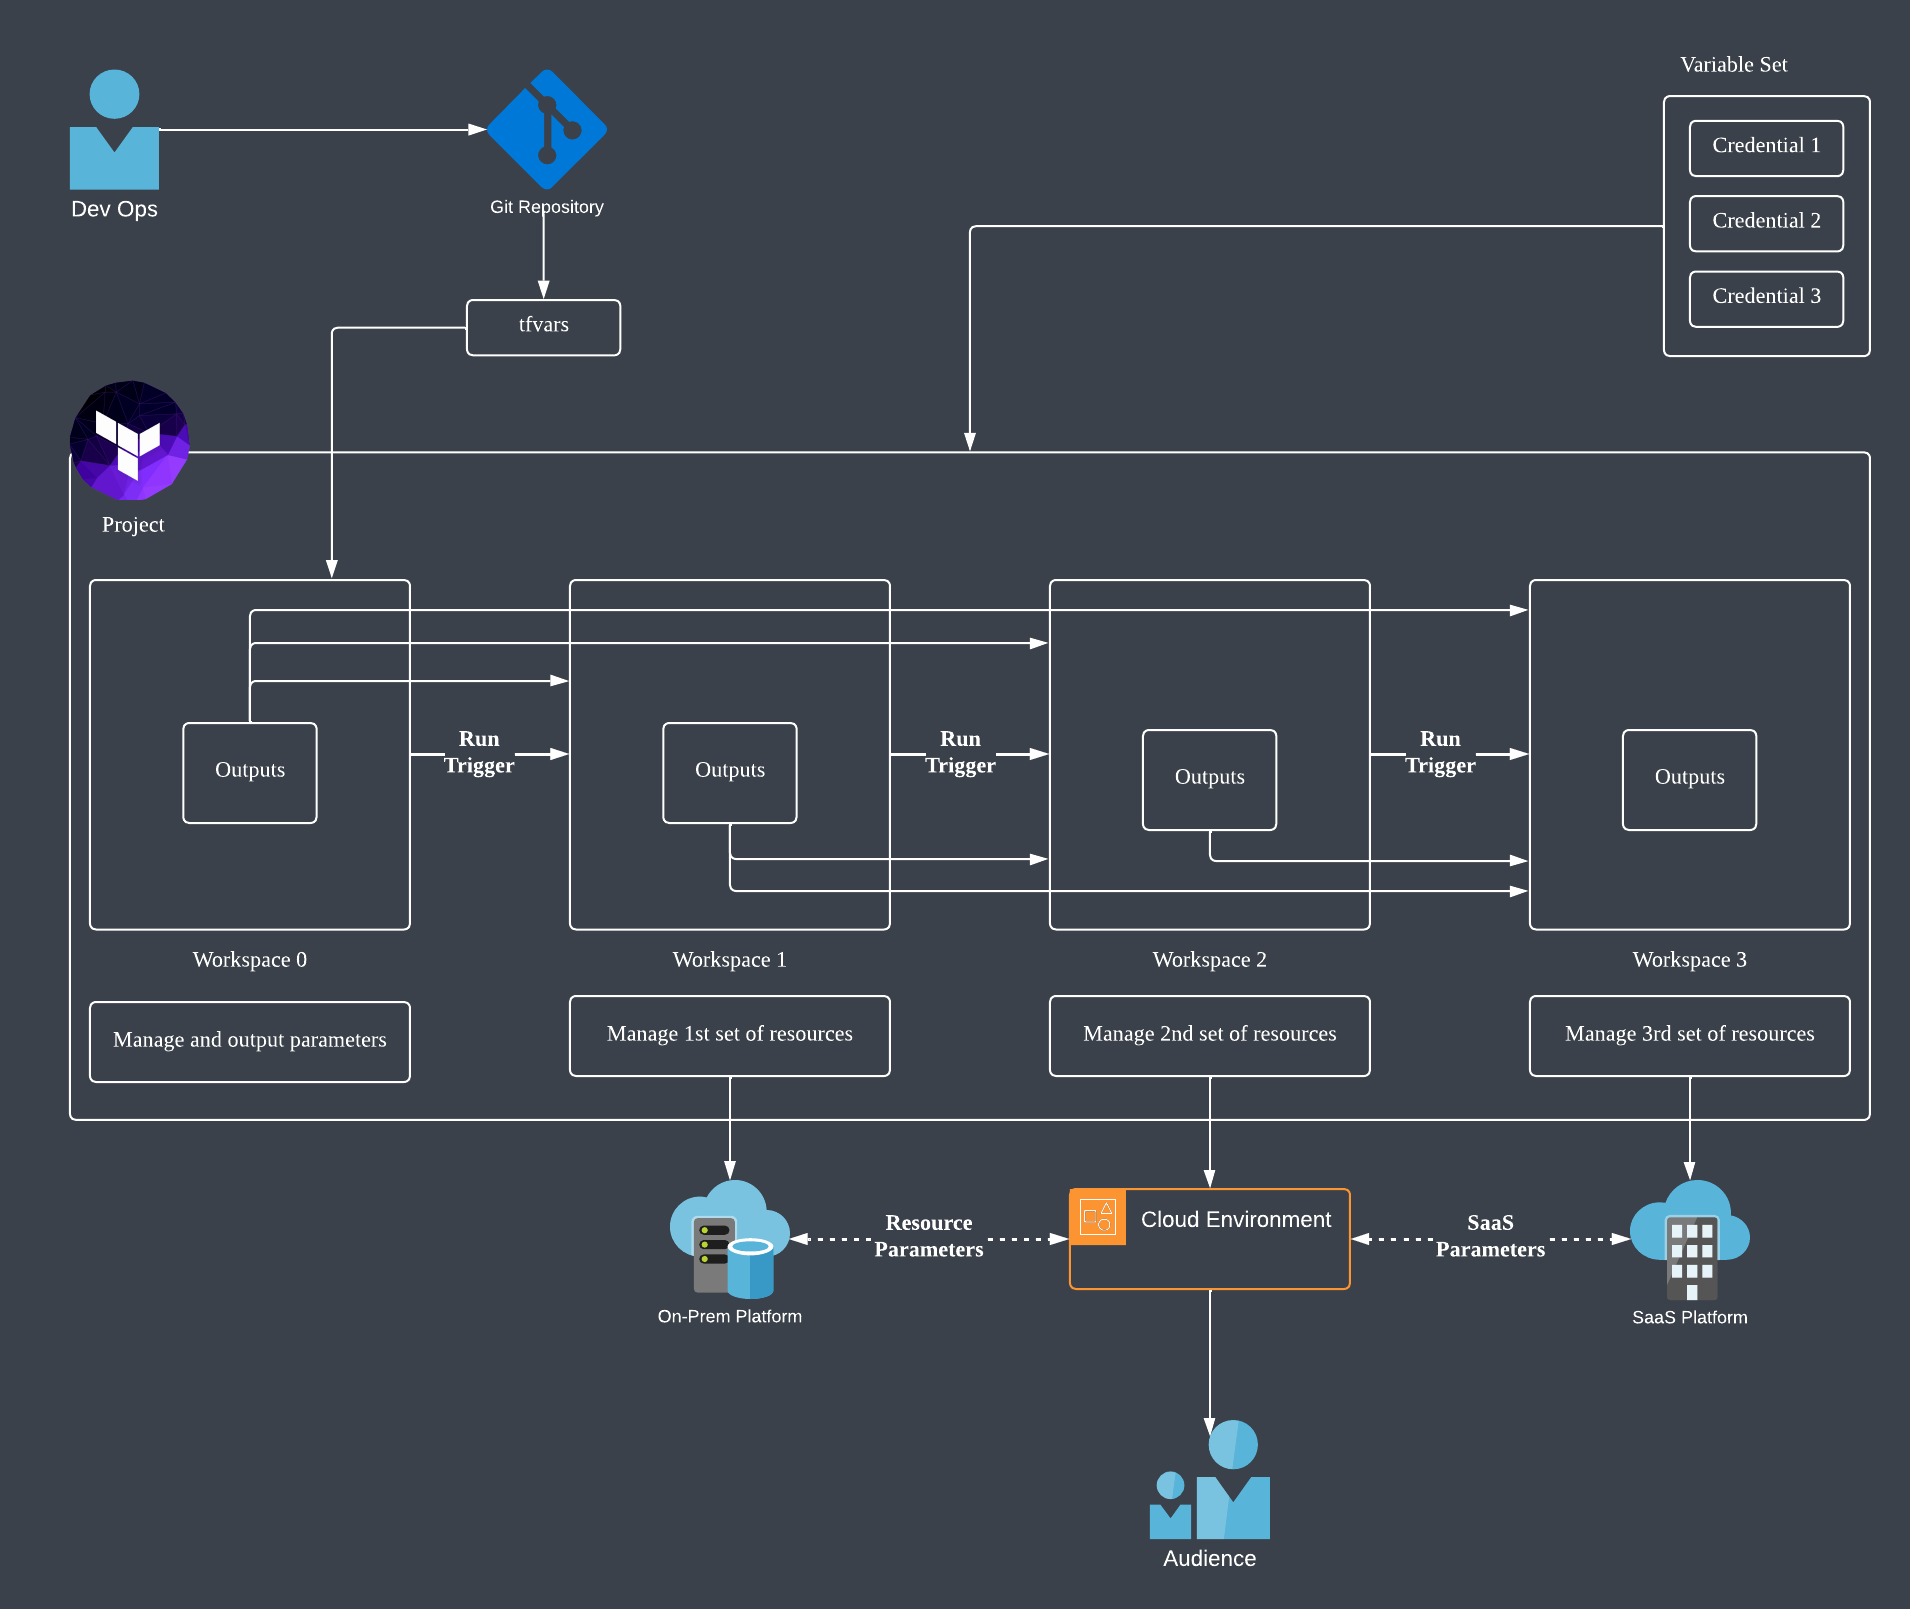 Variable Set
Credential 1
Credential 2
Credential 3
Dev Ops
Git Repository
tfvars
Project
Run
Trigger
Run
Trigger
Run
Trigger
Outputs
Outputs
Outputs
Outputs
Workspace 0
Workspace 1
Workspace 2
Workspace 3
Manage and output parameters
Manage 1st set of resources
Manage 2nd set of resources
Manage 3rd set of resources
Resource
Parameters
Cloud Environment
SaaS
Parameters
On-Prem Platform
SaaS Platform
Audience